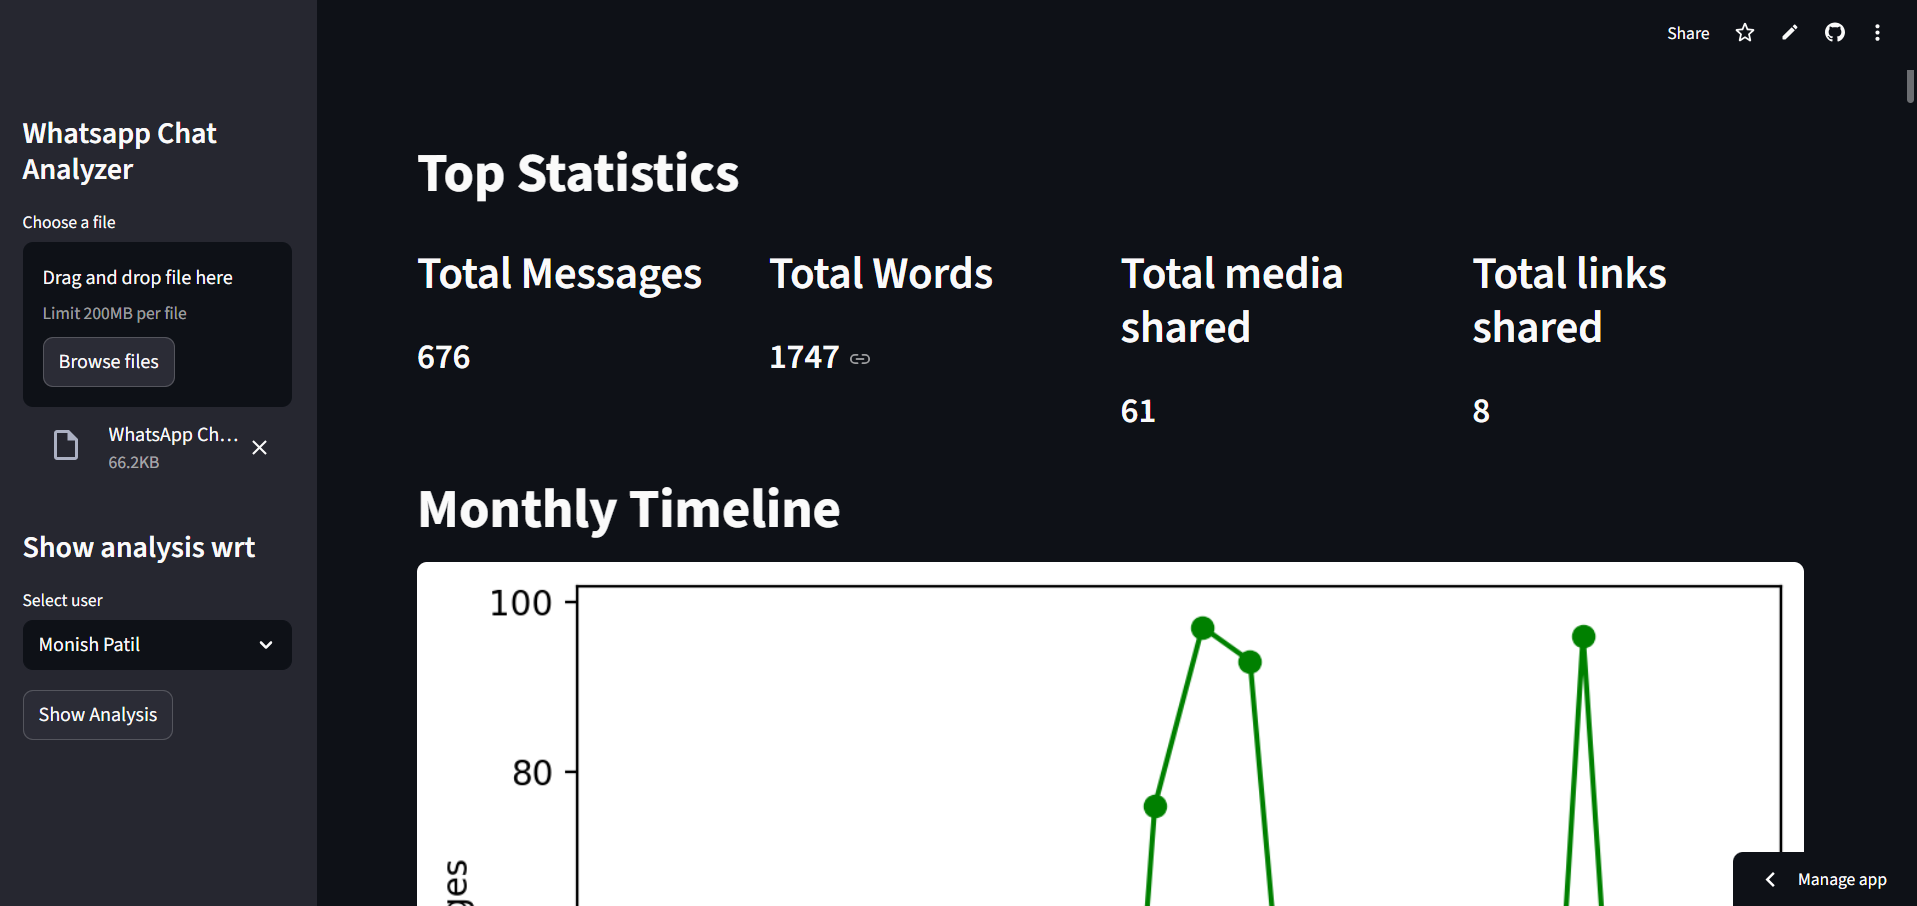 Share
Whatsapp Chat
Analyzer
Choose a file
Drag and drop file here
Limit 200MB per file
Browse files
WhatsApp Ch...
66.2KB
Show analysis wrt
Select user
Monish Patil
Show Analysis
Top Statistics
Total Messages
676
Total Words
1747
Total media
shared
61
Total links
shared
8
Monthly Timeline
100
80
Manage app